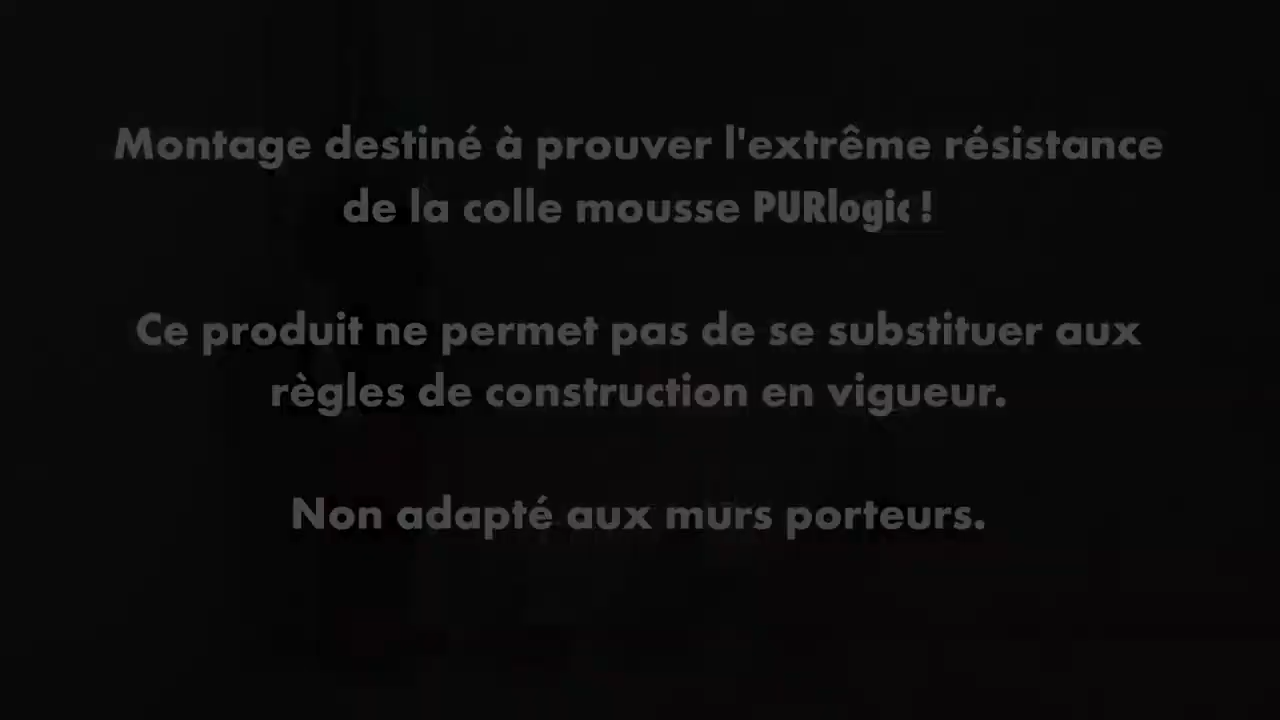 Montage destiné à prouver l'extrême résistance
de la colle mousse PURlogic !
Ce produit ne permet pas de se substituer aux
règles de construction en vigueur.
Non adapté aux murs porteurs.